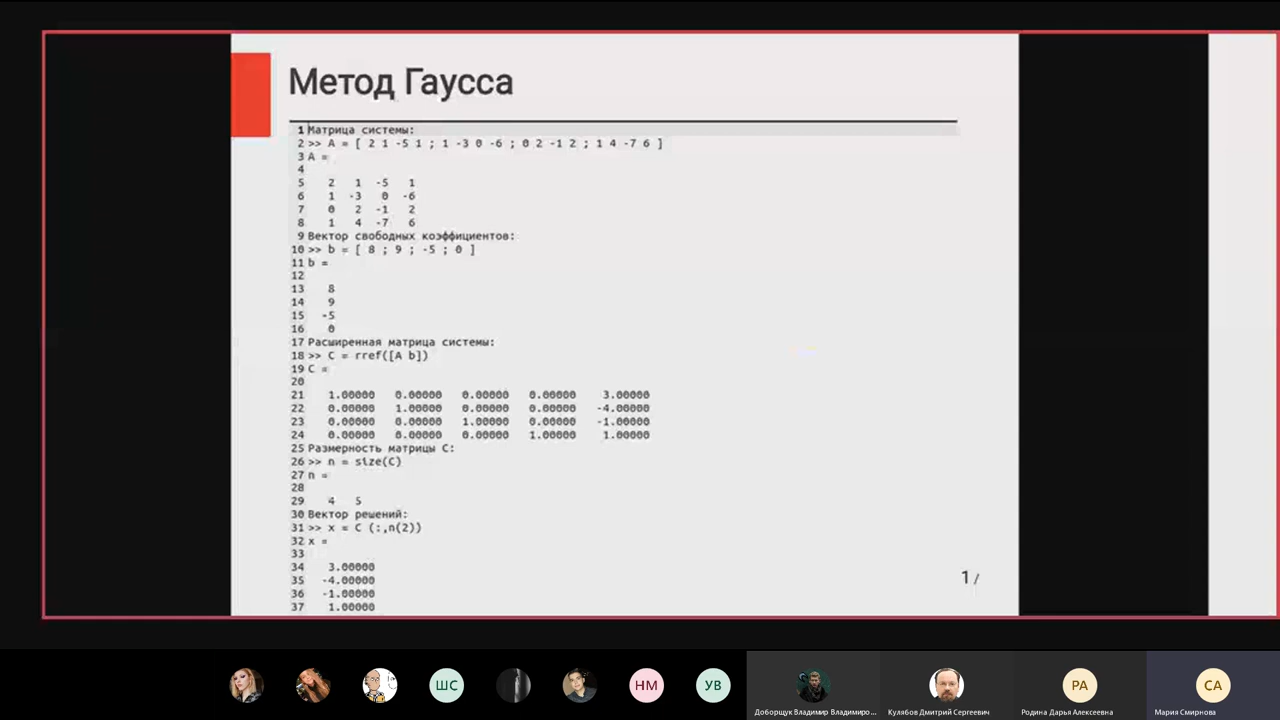 Метод Гаусса
1 Матрица системы:
2 >> A = [ 2 1 -5 1 ; 1 -3 0 -6 ; 0 2 -1 2 ; 1 4 -7 6 ]
3 A =
4
5 2 1 -5 1
6 1 -3 0 -6
7 0 2 -1 2
8 1 4 -7 6
9 Вектор свободных коэффициентов:
10 >> b = [ 8 ; 9 ; -5 ; 0 ]
11 b =
12
13 8
14 9
15 -5
16 0
17 Расширенная матрица системы:
18 >> C = rref([A b])
19 C =
20
21 1.00000 0.00000 0.00000 0.00000 3.00000
22 0.00000 1.00000 0.00000 0.00000 -4.00000
23 0.00000 0.00000 1.00000 0.00000 -1.00000
24 0.00000 0.00000 0.00000 1.00000 1.00000
25 Размерность матрицы C:
26 >> n = size(C)
27 n =
28
29 4 5
30 Вектор решений:
31 >> x = C (:,n(2))
32 x =
33
34 3.00000
35 -4.00000
36 -1.00000
37 1.00000
1 /
ШС НМ УВ РА СА
Доборщук Владимир Владимиро... Кулябов Дмитрий Сергеевич Родина Дарья Алексеевна Мария Смирнова